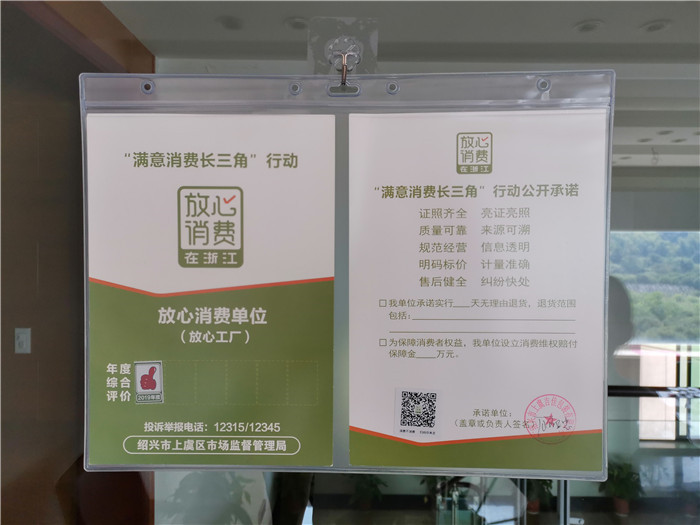 “满意消费长三角”行动
放心
消费
在浙江
放心消费单位
（放心工厂）
年度
综合
评价
2019年度
投诉举报电话：12315/12345
绍兴市上虞区市场监督管理局
放心
消费
在浙江
“满意消费长三角”行动公开承诺
证照齐全 亮证亮照
质量可靠 来源可溯
规范经营 信息透明
明码标价 计量准确
售后健全 纠纷快处
□我单位承诺实行___天无理由退货，退货范围
包括：
□为保障消费者权益，我单位设立消费维权赔付
保障金___万元。
承诺单位：
（盖章或负责人签名）